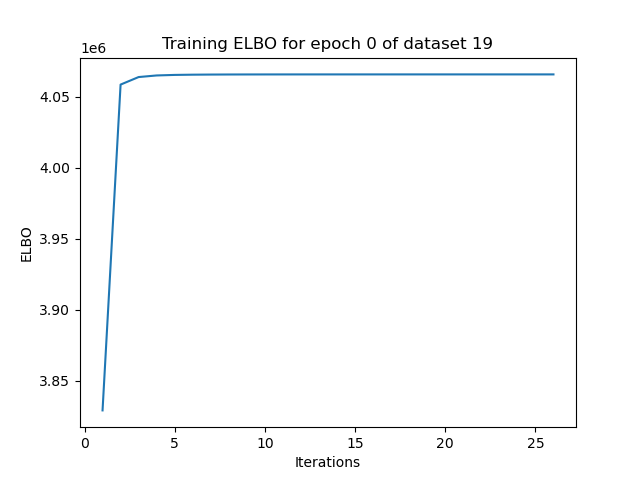 Training ELBO for epoch 0 of dataset 19
1e6
4.05
4.00
3.95
3.90
3.85
ELBO
0 5 10 15 20 25
Iterations